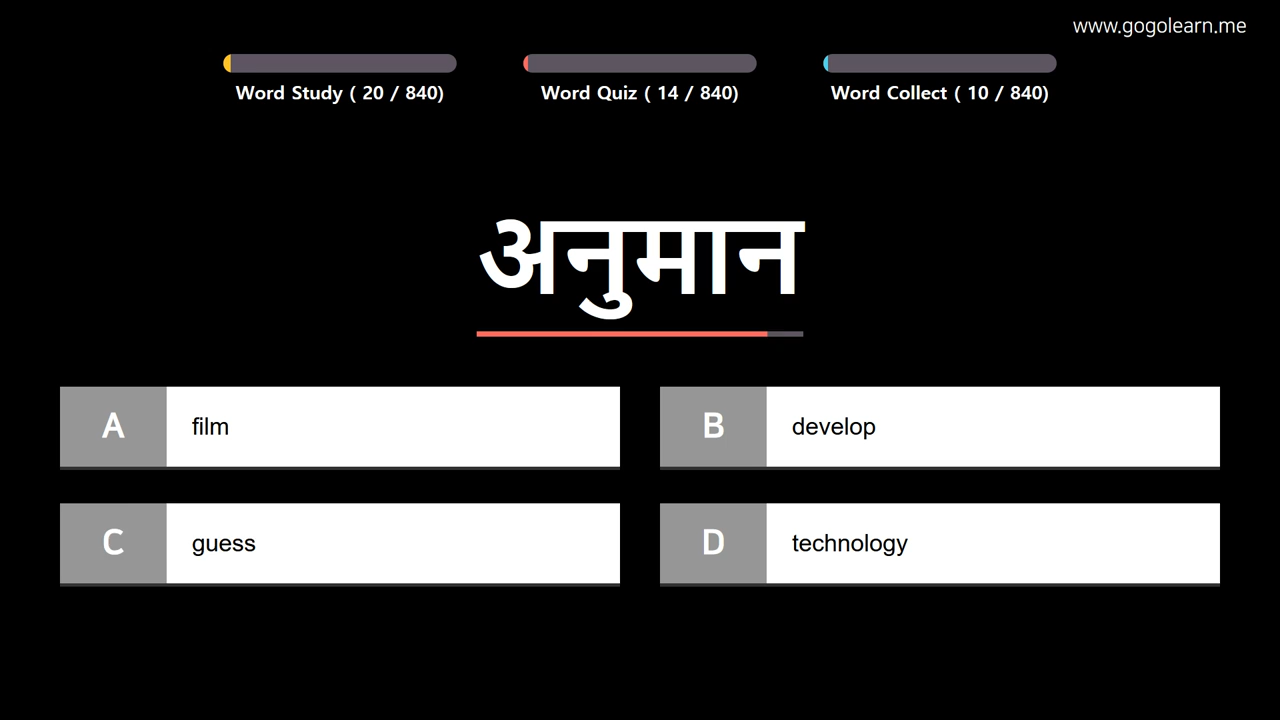 www.gogolearn.me
Word Study ( 20 / 840)
Word Quiz ( 14 / 840)
Word Collect ( 10 / 840)
अनुमान
A film
B develop
C guess
D technology